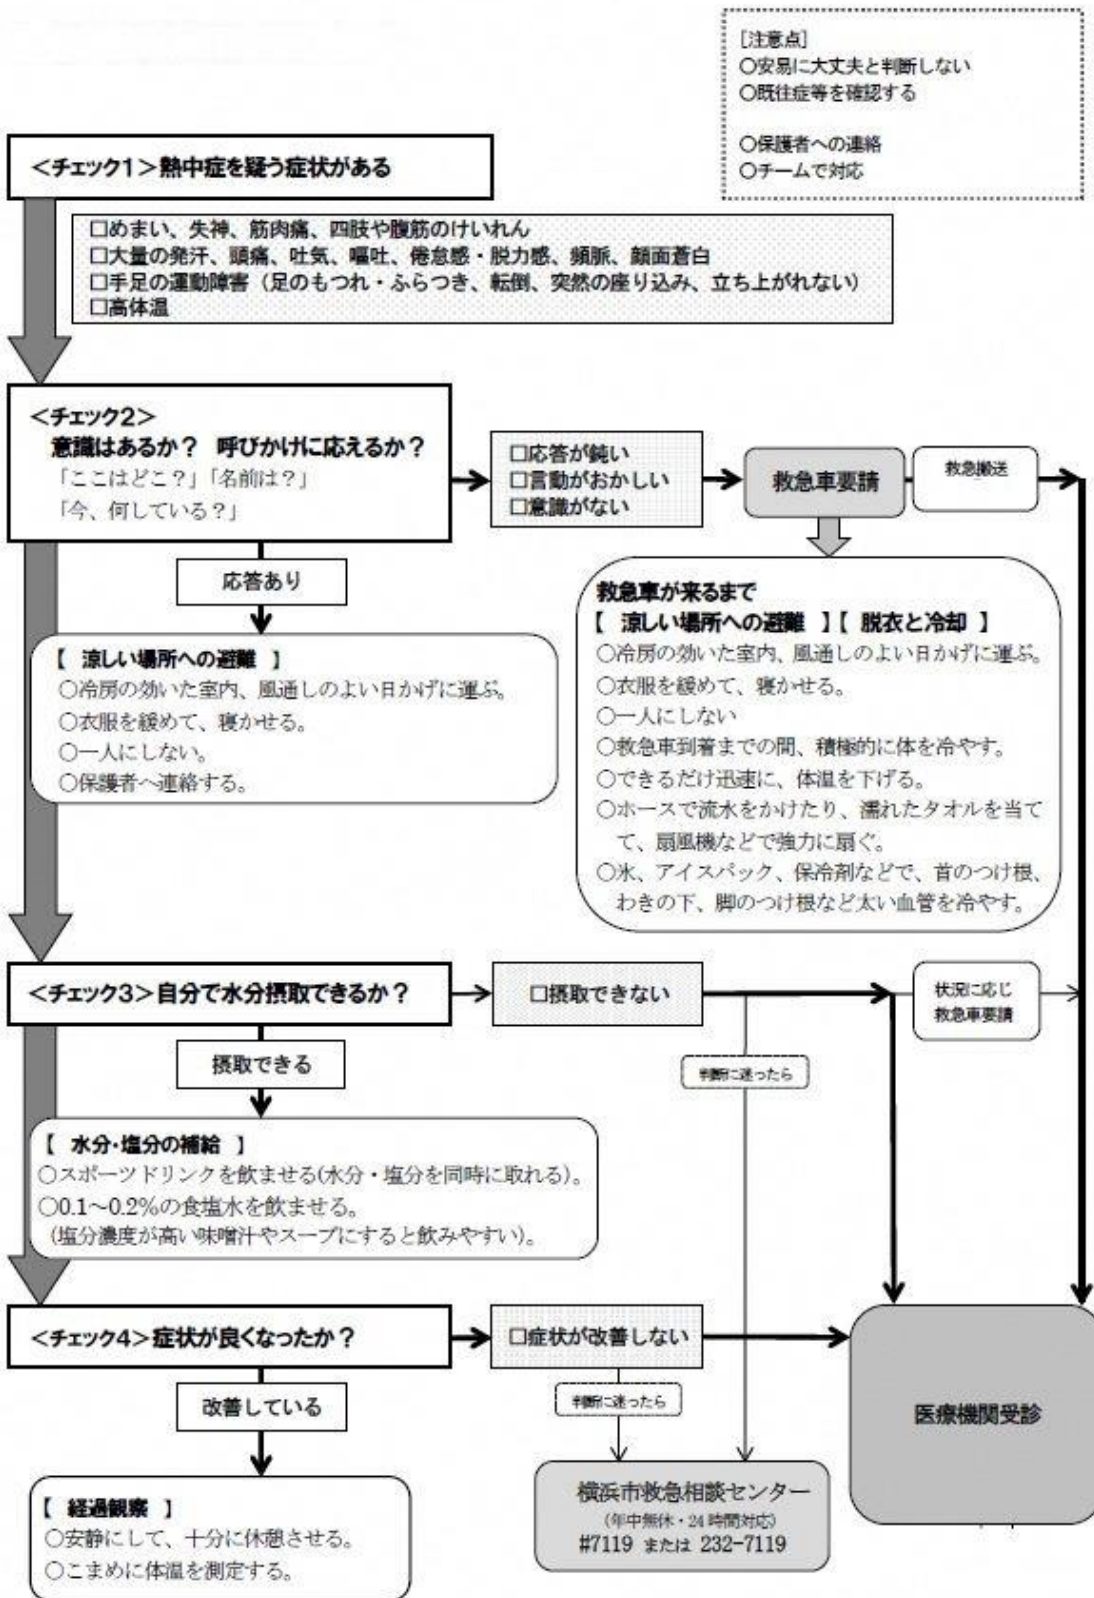 [注意点]
○安易に大丈夫と判断しない
○既往症等を確認する
○保護者への連絡
○チームで対応
<チェック1>熱中症を疑う症状がある
□めまい、失神、筋肉痛、四肢や腹筋のけいれん
□大量の発汗、頭痛、吐気、嘔吐、倦怠感・脱力感、頻脈、顔面蒼白
□手足の運動障害（足のもつれ・ふらつき、転倒、突然の座り込み、立ち上がれない）
□高体温
<チェック2>
意識はあるか？　呼びかけに応えるか？
「ここはどこ？」「名前は？」
「今、何している？」
□応答が鈍い
□言動がおかしい
□意識がない
救急車要請
救急搬送
応答あり
【 涼しい場所への避難 】
○冷房の効いた室内、風通しのよい日かげに運ぶ。
○衣服を緩めて、寝かせる。
○一人にしない。
○保護者へ連絡する。
救急車が来るまで
【 涼しい場所への避難 】【 脱衣と冷却 】
○冷房の効いた室内、風通しのよい日かげに運ぶ。
○衣服を緩めて、寝かせる。
○一人にしない
○救急車到着までの間、積極的に体を冷やす。
○できるだけ迅速に、体温を下げる。
○ホースで流水をかけたり、濡れたタオルを当て
て、扇風機などで強力に扇ぐ。
○氷、アイスパック、保冷剤などで、首のつけ根、
わきの下、脚のつけ根など太い血管を冷やす。
<チェック3>自分で水分摂取できるか？
□摂取できない
状況に応じ
救急車要請
摂取できる
判断に迷ったら
【 水分・塩分の補給 】
○スポーツドリンクを飲ませる(水分・塩分を同時に取れる)。
○0.1～0.2%の食塩水を飲ませる。
(塩分濃度が高い味噌汁やスープにすると飲みやすい)。
<チェック4>症状が良くなったか？
□症状が改善しない
改善している
判断に迷ったら
医療機関受診
【 経過観察 】
○安静にして、十分に休憩させる。
○こまめに体温を測定する。
横浜市救急相談センター
(年中無休・24時間対応)
#7119 または 232-7119